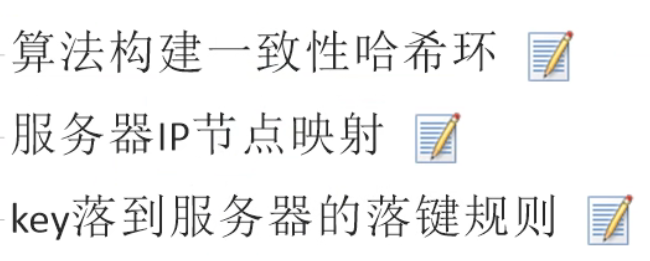 算法构建一致性哈希环
服务器IP节点映射
key落到服务器的落键规则